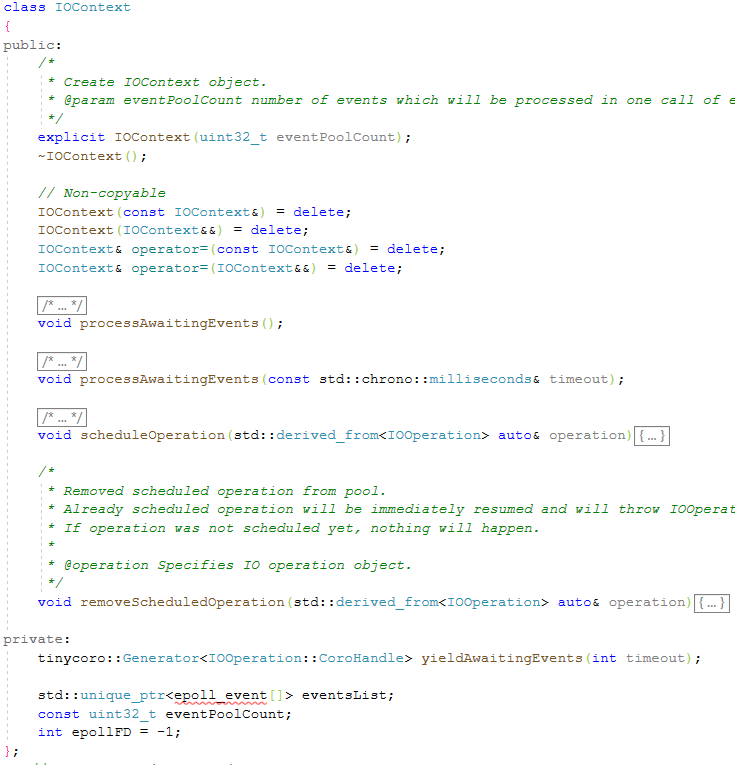 class IOContext
{
public:
    /*
     * Create IOContext object.
     * @param eventPoolCount number of events which will be processed in one call of e
     */
    explicit IOContext(uint32_t eventPoolCount);
    ~IOContext();

    // Non-copyable
    IOContext(const IOContext&) = delete;
    IOContext(IOContext&&) = delete;
    IOContext& operator=(const IOContext&) = delete;
    IOContext& operator=(IOContext&&) = delete;

    /* ... */
    void processAwaitingEvents();

    /* ... */
    void processAwaitingEvents(const std::chrono::milliseconds& timeout);

    /* ... */
    void scheduleOperation(std::derived_from<IOOperation> auto& operation){ ... }

    /*
     * Removed scheduled operation from pool.
     * Already scheduled operation will be immediately resumed and will throw IOOperat
     * If operation was not scheduled yet, nothing will happen.
     *
     * @operation Specifies IO operation object.
     */
    void removeScheduledOperation(std::derived_from<IOOperation> auto& operation){ ... }

private:
    tinycoro::Generator<IOOperation::CoroHandle> yieldAwaitingEvents(int timeout);

    std::unique_ptr<epoll_event[]> eventsList;
    const uint32_t eventPoolCount;
    int epollFD = -1;
};